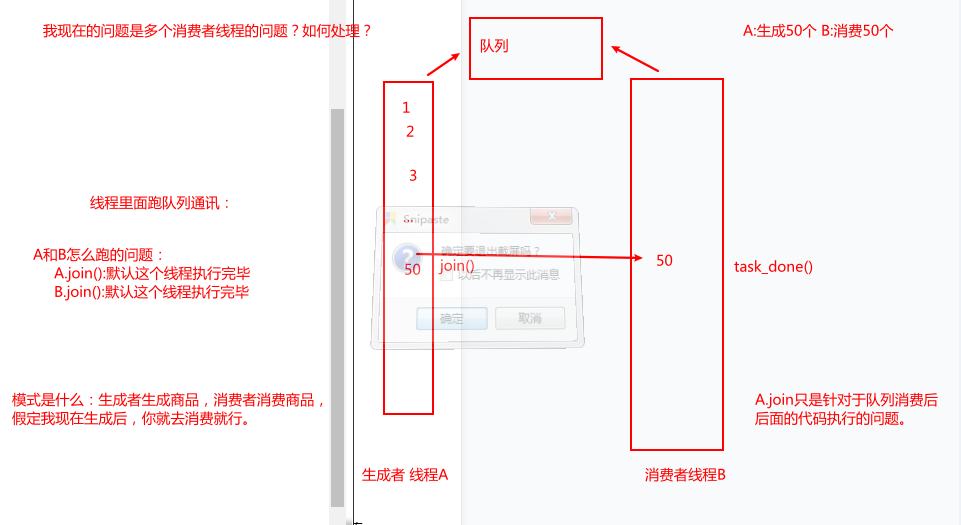 我现在的问题是多个消费者线程的问题？如何处理？
A:生成50个 B:消费50个
队列
1
2
3
线程里面跑队列通讯：
Snipaste
A和B怎么跑的问题：
A.join():默认这个线程执行完毕
B.join():默认这个线程执行完毕
确定要退出截屏吗？
50
join()
以后不再显示此消息
50
task_done()
确定
取消
模式是什么：生成者生成商品，消费者消费商品，
假定我现在生成后，你就去消费就行。
A.join只是针对于队列消费后
后面的代码执行的问题。
生成者 线程A
消费者线程B